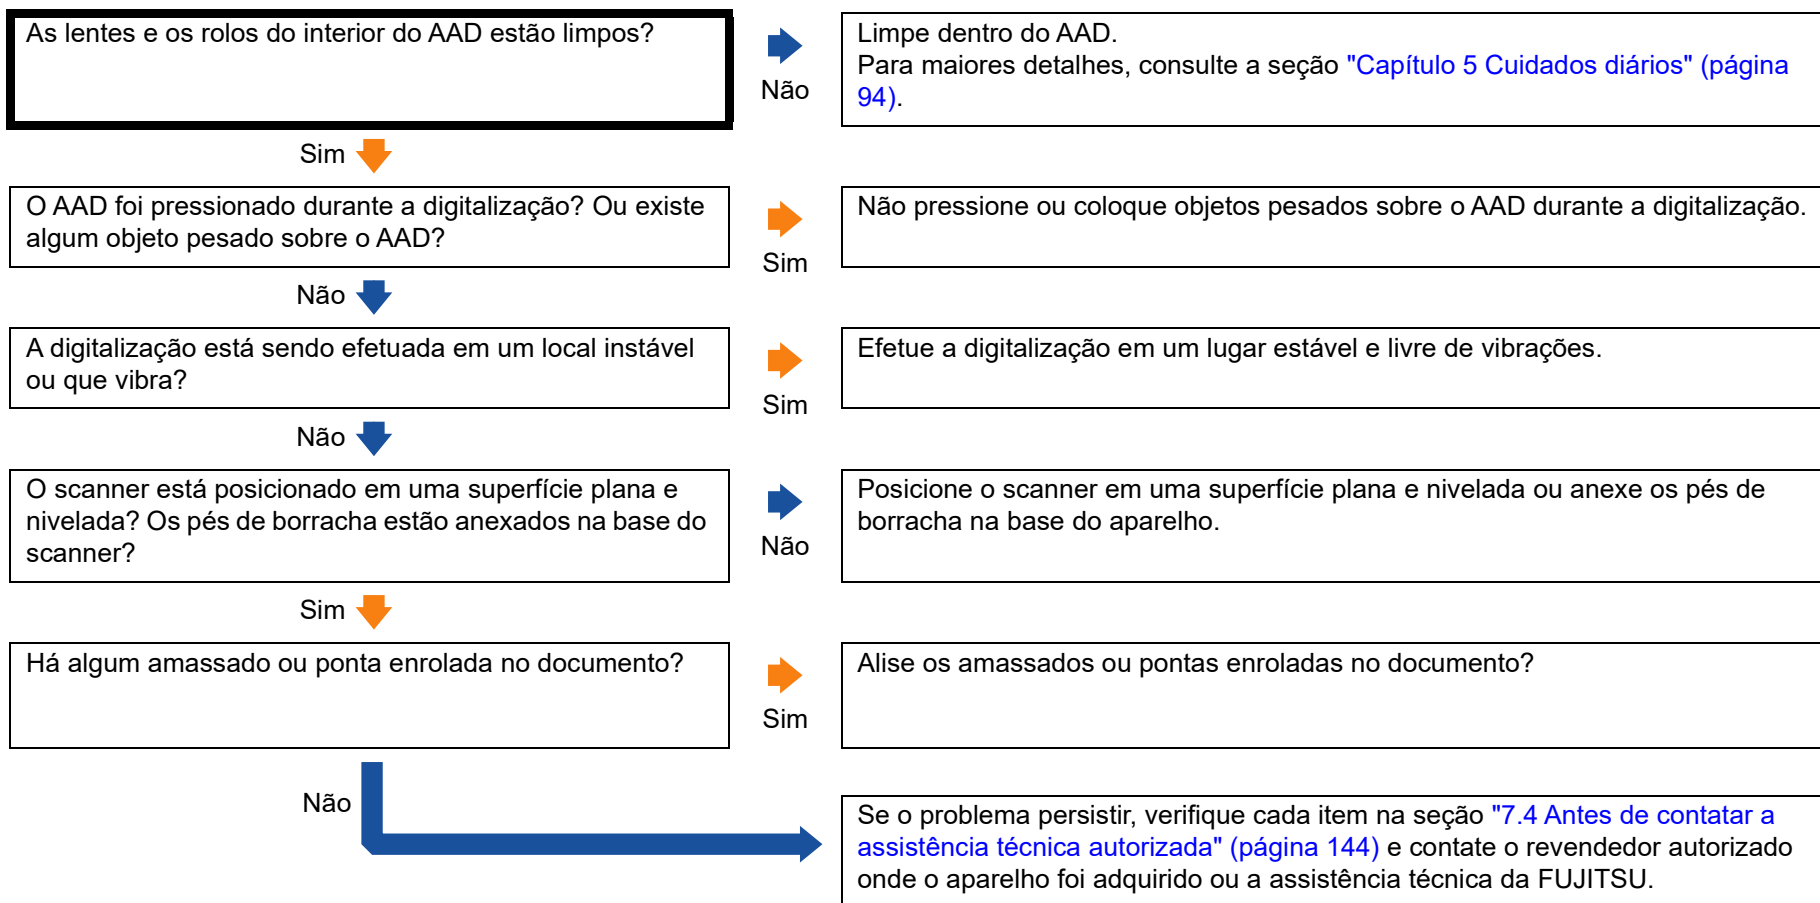 As lentes e os rolos do interior do AAD estão limpos?
Não
Limpe dentro do AAD.
Para maiores detalhes, consulte a seção "Capítulo 5 Cuidados diários" (página
94).
Sim
O AAD foi pressionado durante a digitalização? Ou existe
algum objeto pesado sobre o AAD?
Sim
Não pressione ou coloque objetos pesados sobre o AAD durante a digitalização.
Não
A digitalização está sendo efetuada em um local instável
ou que vibra?
Sim
Efetue a digitalização em um lugar estável e livre de vibrações.
Não
O scanner está posicionado em uma superfície plana e
nivelada? Os pés de borracha estão anexados na base do
scanner?
Não
Posicione o scanner em uma superfície plana e nivelada ou anexe os pés de
borracha na base do aparelho.
Sim
Há algum amassado ou ponta enrolada no documento?
Sim
Alise os amassados ou pontas enroladas no documento?
Não
Se o problema persistir, verifique cada item na seção "7.4 Antes de contatar a
assistência técnica autorizada" (página 144) e contate o revendedor autorizado
onde o aparelho foi adquirido ou a assistência técnica da FUJITSU.